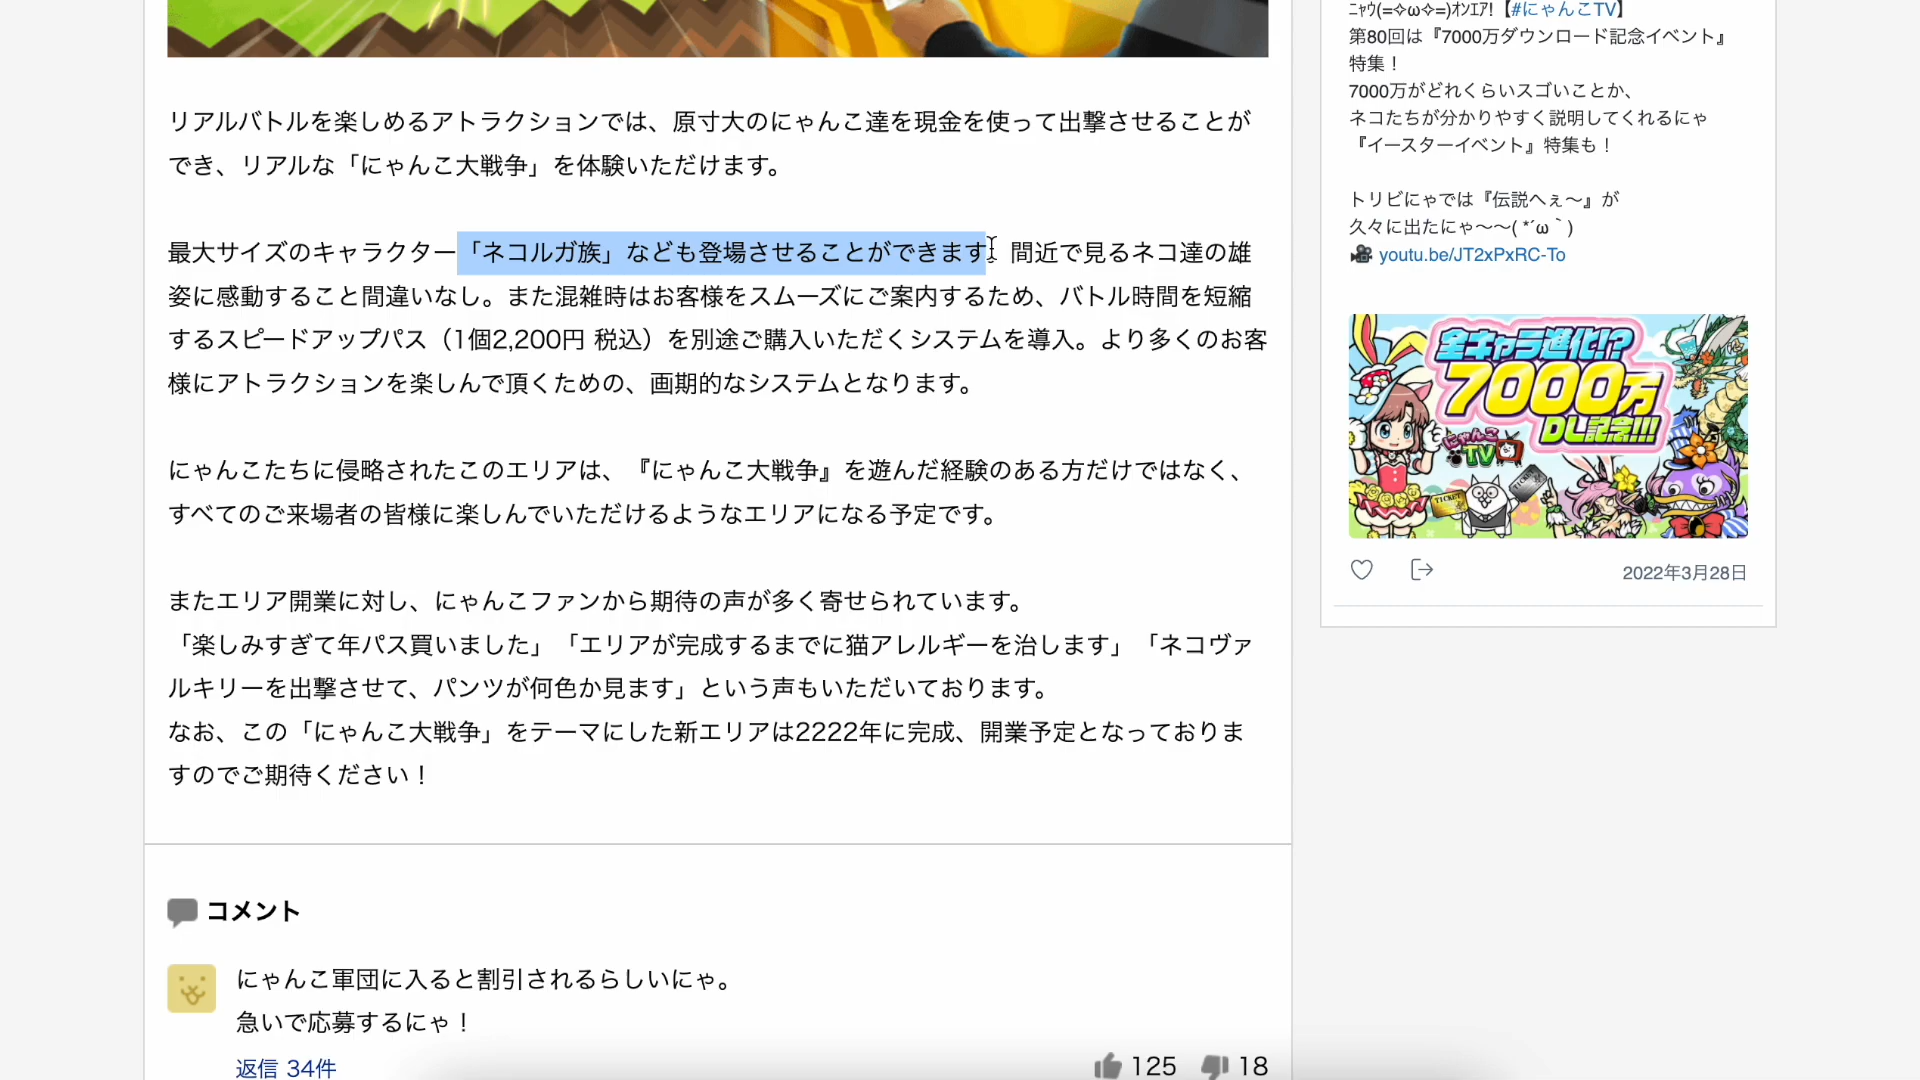 リアルバトルを楽しめるアトラクションでは、原寸大のにゃんこ達を現金を使って出撃させることが
でき、リアルな「にゃんこ大戦争」を体験いただけます。
最大サイズのキャラクター「ネコルガ族」なども登場させることができます 間近で見るネコ達の雄
姿に感動すること間違いなし。また混雑時はお客様をスムーズにご案内するため、バトル時間を短縮
するスピードアップパス（1個2,200円 税込）を別途ご購入いただくシステムを導入。より多くのお客
様にアトラクションを楽しんで頂くための、画期的なシステムとなります。
にゃんこたちに侵略されたこのエリアは、『にゃんこ大戦争』を遊んだ経験のある方だけではなく、
すべてのご来場者の皆様に楽しんでいただけるようなエリアになる予定です。
またエリア開業に対し、にゃんこファンから期待の声が多く寄せられています。
「楽しみすぎて年パス買いました」「エリアが完成するまでに猫アレルギーを治します」「ネコヴァ
ルキリーを出撃させて、パンツが何色か見ます」という声もいただいております。
なお、この「にゃんこ大戦争」をテーマにした新エリアは2222年に完成、開業予定となっておりま
すのでご期待ください！
コメント
にゃんこ軍団に入ると割引されるらしいにゃ。
急いで応募するにゃ！
返信 34件
125 18
ﾆｬｳ(=✧ω✧=)ｵﾝｴｱ!【#にゃんこTV】
第80回は『7000万ダウンロード記念イベント』
特集！
7000万がどれくらいスゴいことか、
ネコたちが分かりやすく説明してくれるにゃ
『イースターイベント』特集も！
トリビにゃでは『伝説へぇ〜』が
久々に出たにゃ〜〜( *´ω｀)
youtu.be/JT2xPxRC-To
全キャラ進化!?
7000万
DL記念!!!
にゃんこ
TV
TICKET
TICKET
2022年3月28日